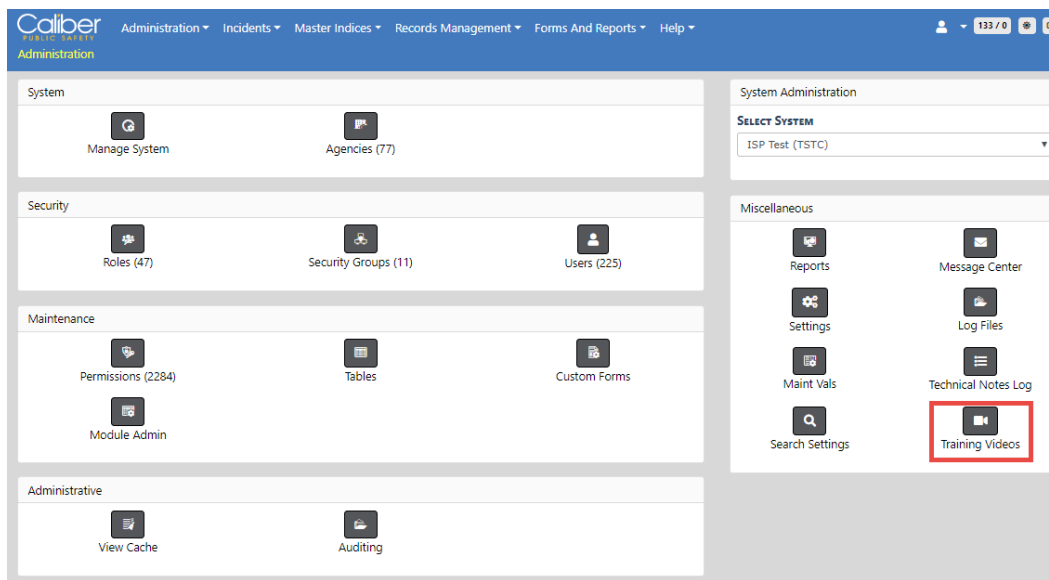 Caliber
PUBLIC SAFETY
Administration Incidents Master Indices Records Management Forms And Reports Help
133 / 0
Administration
System
Manage System
Agencies (77)
Security
Roles (47)
Security Groups (11)
Users (225)
Maintenance
Permissions (2284)
Tables
Custom Forms
Module Admin
Administrative
View Cache
Auditing
System Administration
SELECT SYSTEM
ISP Test (TSTC)
Miscellaneous
Reports
Message Center
Settings
Log Files
Maint Vals
Technical Notes Log
Search Settings
Training Videos